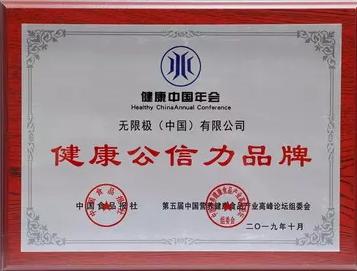 健康中国年会
Healthy ChinaAnnual Conference
无限极（中国）有限公司
健康公信力品牌
中国食品报社 第五届中国营养健康食品产业高峰论坛组委会
二〇一九年十月